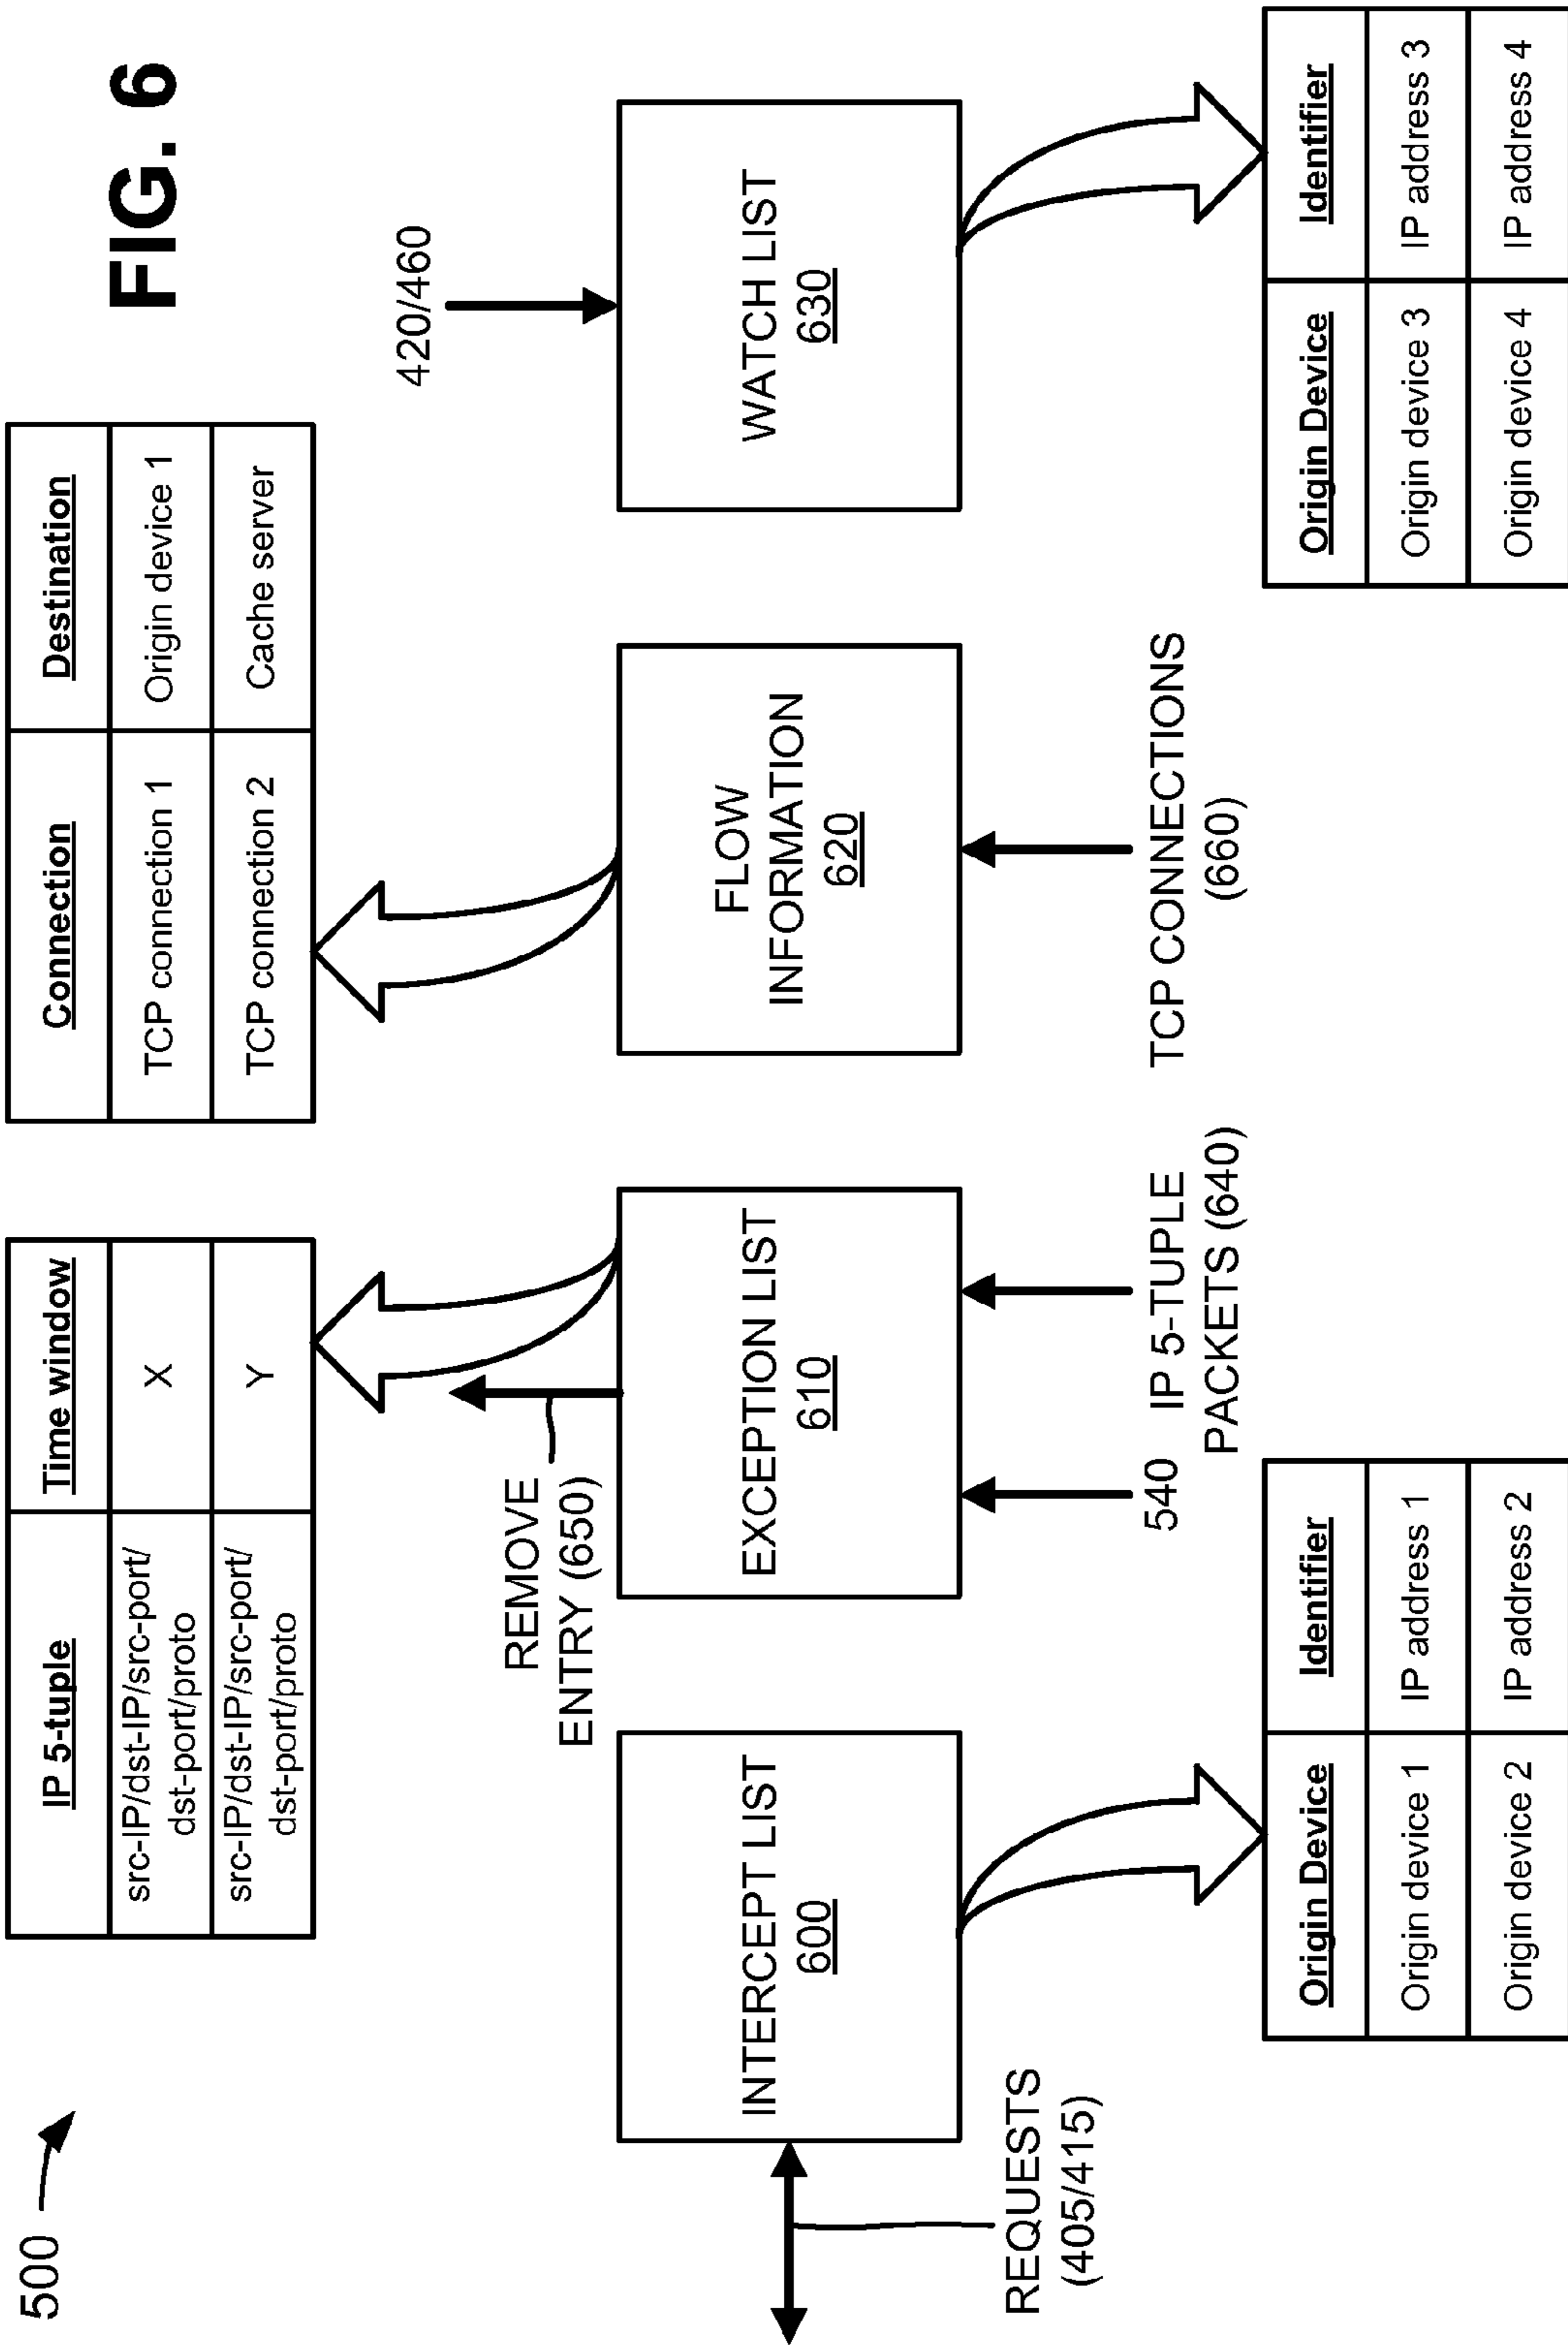 500
FIG. 6
IP 5-tuple
Time window
src-IP/dst-IP/src-port/
dst-port/proto
X
src-IP/dst-IP/src-port/
dst-port/proto
Y
Connection
Destination
TCP connection 1
Origin device 1
TCP connection 2
Cache server
REMOVE
ENTRY (650)
420/460
INTERCEPT LIST
600
EXCEPTION LIST
610
FLOW
INFORMATION
620
WATCH LIST
630
REQUESTS
(405/415)
540
IP 5-TUPLE
PACKETS (640)
TCP CONNECTIONS
(660)
Origin Device
Identifier
Origin device 1
IP address 1
Origin device 2
IP address 2
Origin Device
Identifier
Origin device 3
IP address 3
Origin device 4
IP address 4